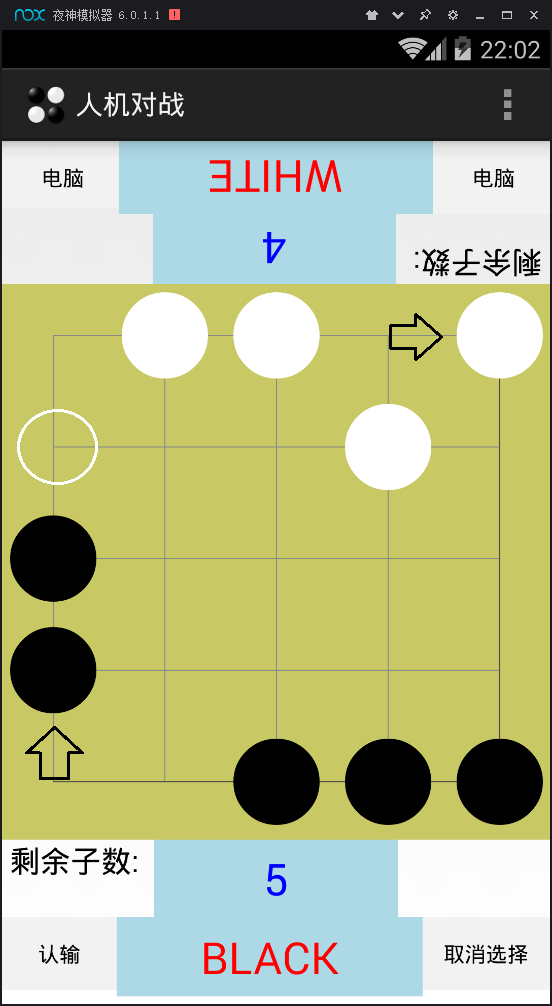 nox 夜神模拟器 6.0.1.1
22:02
人机对战
电脑 WHITE 电脑
4 剩余子数:
剩余子数: 5
认输 BLACK 取消选择